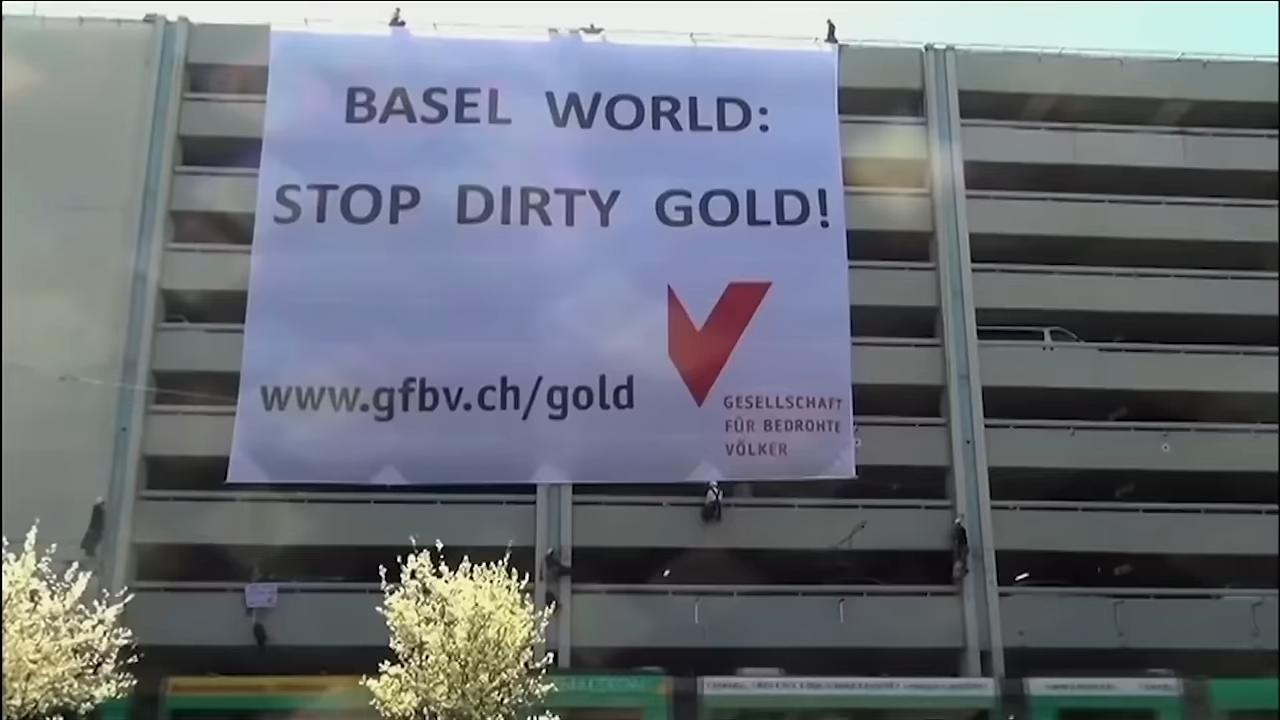 BASEL WORLD:
STOP DIRTY GOLD!
www.gfbv.ch/gold
GESELLSCHAFT
FÜR BEDROHTE
VÖLKER